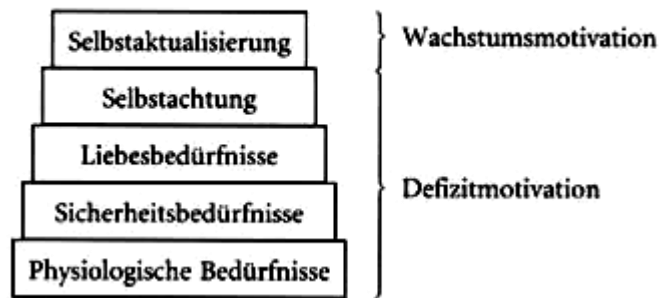 Selbstaktualisierung
Wachstumsmotivation
Selbstachtung
Liebesbedürfnisse
Defizitmotivation
Sicherheitsbedürfnisse
Physiologische Bedürfnisse